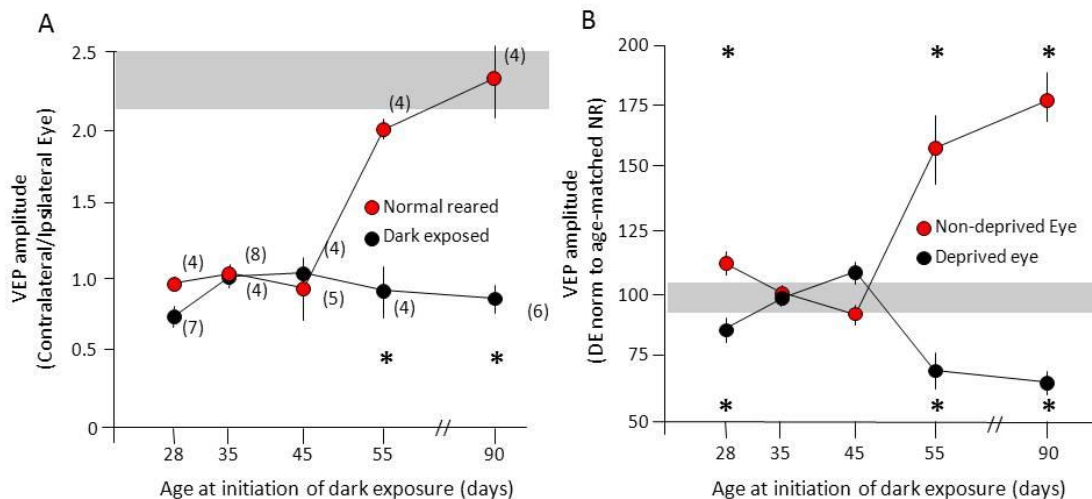 A
VEP amplitude
(Contralateral/Ipsilateral Eye)
2.5
2.0
1.5
1.0
0.5
0
(4)
(7)
(8)
(4)
(4)
(5)
(4)
(4)
(4)
(6)
Normal reared
Dark exposed
* *
28 35 45 55 // 90
Age at initiation of dark exposure (days)
B
VEP amplitude
(DE norm to age-matched NR)
200
175
150
125
100
75
50
* * *
Non-deprived Eye
Deprived eye
* * *
28 35 45 55 // 90
Age at initiation of dark exposure (days)